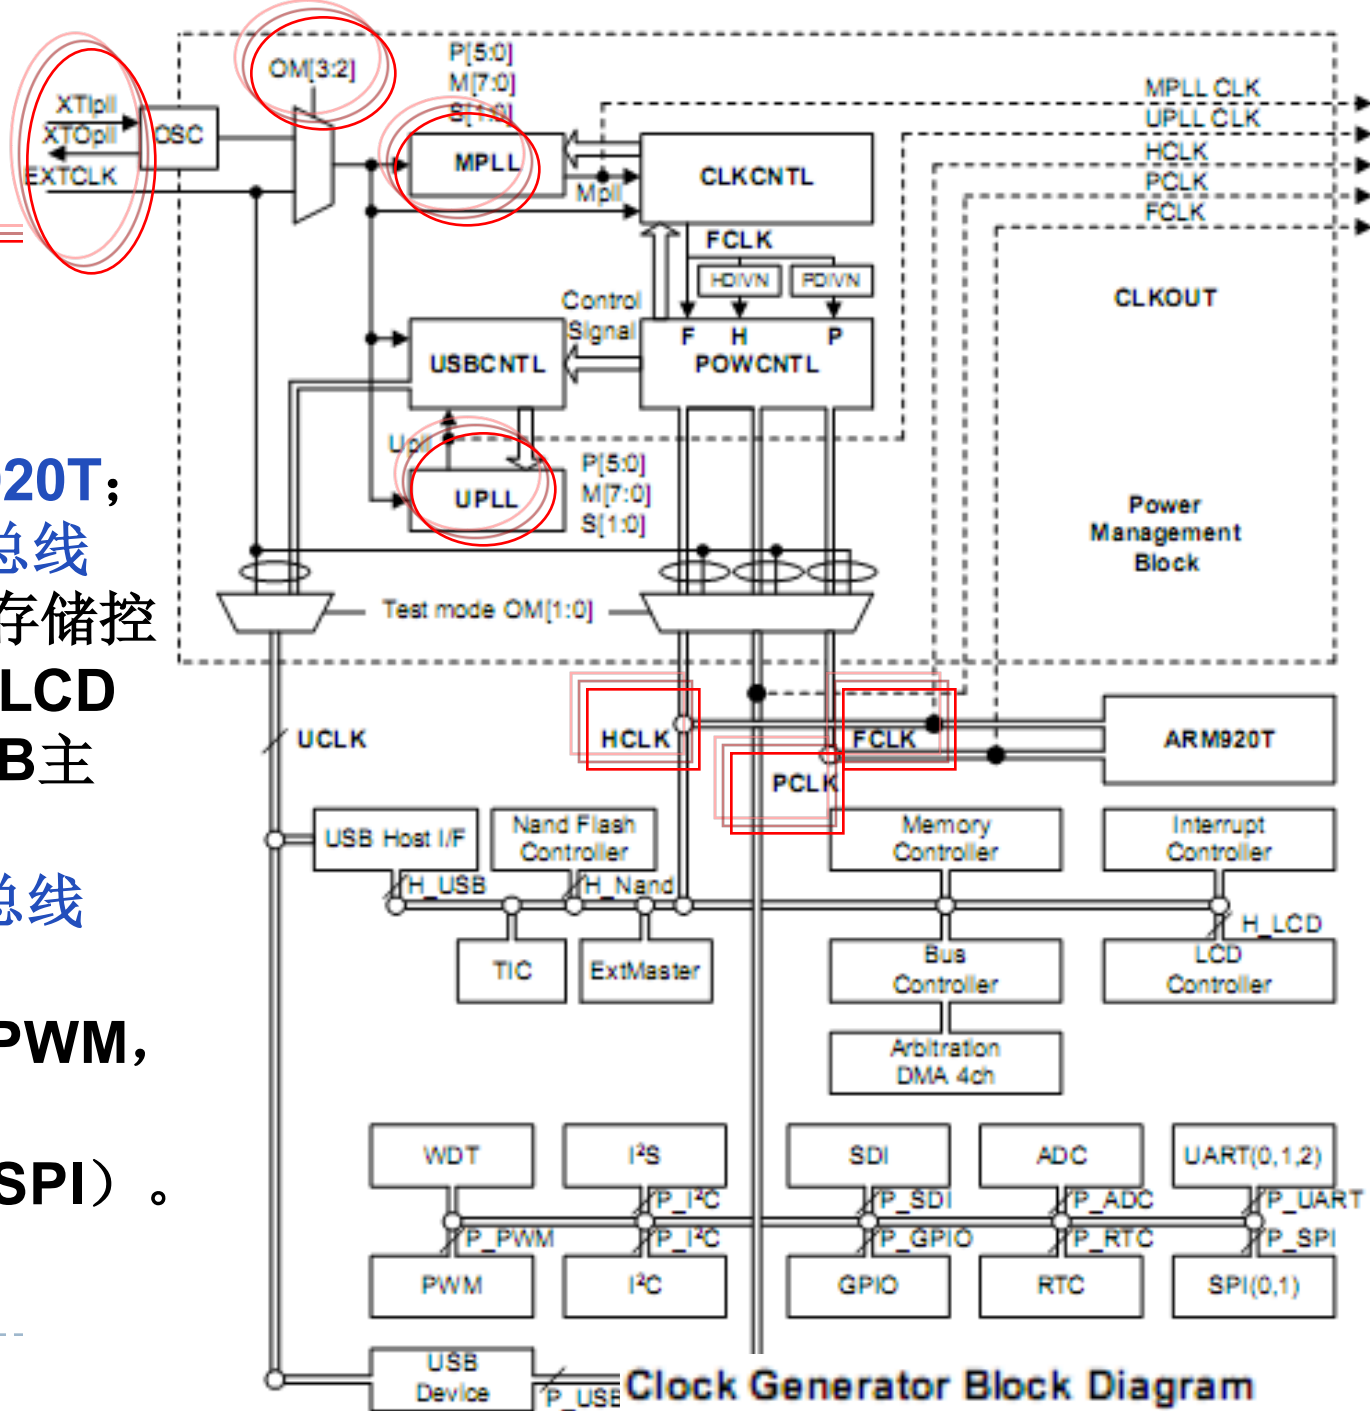 OM[3:2]
P[5:0]
M[7:0]
S[1:0]
XTIpll
XTOpll
EXTCLK
OSC
MPLL
Mpll
CLKCNTL
MPLL CLK
UPLL CLK
HCLK
PCLK
FCLK
FCLK
HDIVN
PDIVN
Control
Signal
F H P
USBCNTL
POWCNTL
CLKOUT
Upll
UPLL
P[5:0]
M[7:0]
S[1:0]
Power
Management
Block
Test mode OM[1:0]
920T；
总线
存储控
LCD
B主
总线
PWM，
SPI）。
UCLK
HCLK
FCLK
PCLK
ARM920T
USB Host I/F
Nand Flash
Controller
Memory
Controller
Interrupt
Controller
H_USB
H_Nand
H_LCD
TIC
ExtMaster
Bus
Controller
LCD
Controller
Arbitration
DMA 4ch
WDT
I²S
SDI
ADC
UART(0,1,2)
P_I²C
P_SDI
P_ADC
P_UART
P_PWM
P_I²C
P_GPIO
P_RTC
P_SPI
PWM
I²C
GPIO
RTC
SPI(0,1)
USB
Device
P_USB
Clock Generator Block Diagram